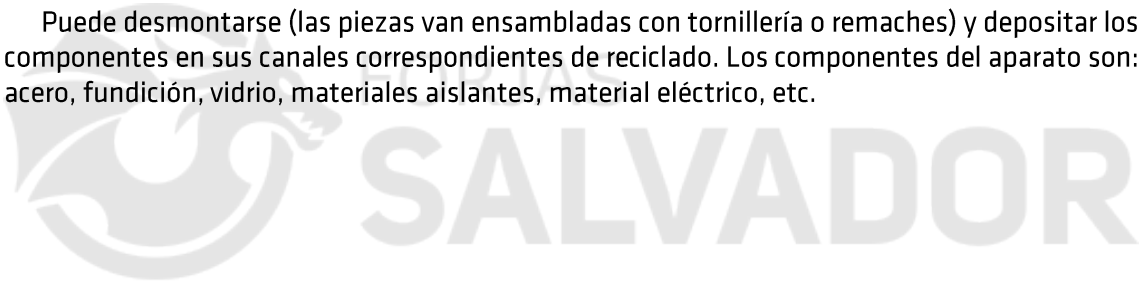 Puede desmontarse (las piezas van ensambladas con tornillería o remaches) y depositar los
componentes en sus canales correspondientes de reciclado. Los componentes del aparato son:
acero, fundición, vidrio, materiales aislantes, material eléctrico, etc.
FORJAS
SALVADOR